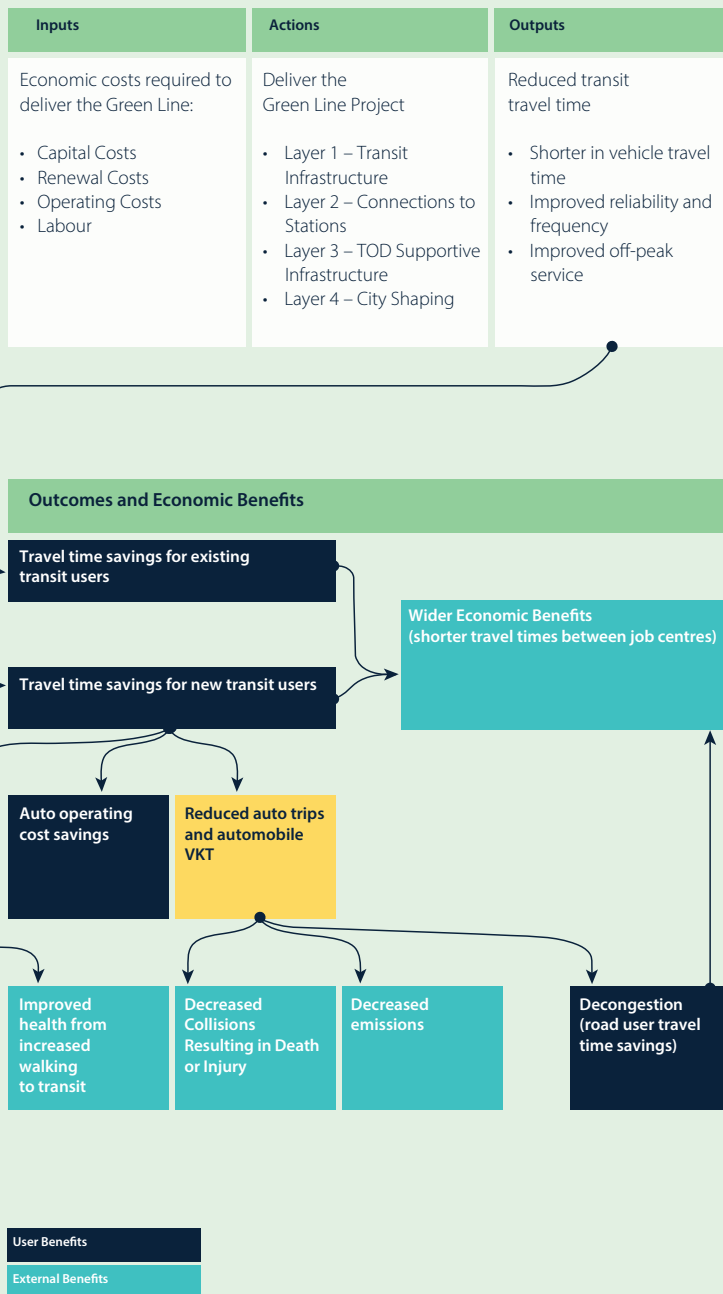 Inputs
Actions
Outputs
Economic costs required to
deliver the Green Line:
• Capital Costs
• Renewal Costs
• Operating Costs
• Labour
Deliver the
Green Line Project
• Layer 1 – Transit
Infrastructure
• Layer 2 – Connections to
Stations
• Layer 3 – TOD Supportive
Infrastructure
• Layer 4 – City Shaping
Reduced transit
travel time
• Shorter in vehicle travel
time
• Improved reliability and
frequency
• Improved off-peak
service
Outcomes and Economic Benefits
Travel time savings for existing
transit users
Wider Economic Benefits
(shorter travel times between job centres)
Travel time savings for new transit users
Auto operating
cost savings
Reduced auto trips
and automobile
VKT
Improved
health from
increased
walking
to transit
Decreased
Collisions
Resulting in Death
or Injury
Decreased
emissions
Decongestion
(road user travel
time savings)
User Benefits
External Benefits